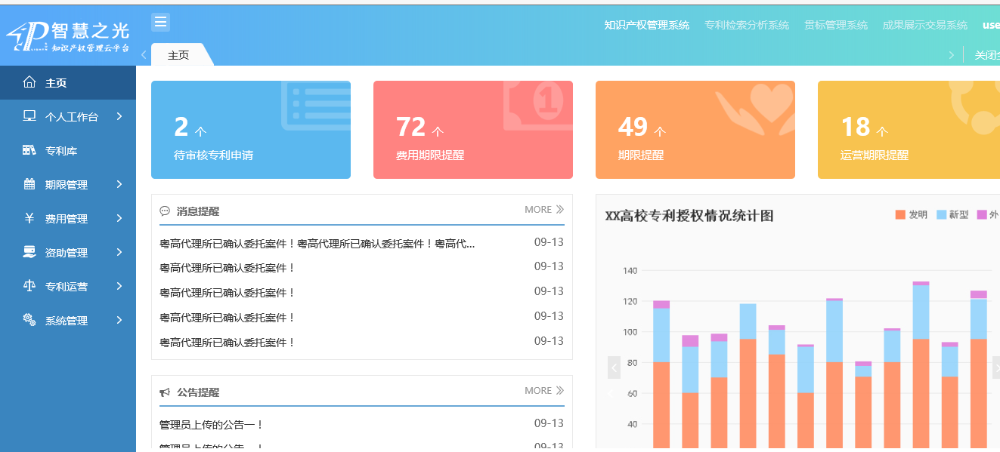 智慧之光
知识产权管理云平台
知识产权管理系统 专利检索分析系统 贯标管理系统 成果展示交易系统 use
主页
关闭全
主页
个人工作台
专利库
期限管理
费用管理
资助管理
专利运营
系统管理
2 个
待审核专利申请
72 个
费用期限提醒
49 个
期限提醒
18 个
运营期限提醒
消息提醒 MORE
粤高代理所已确认委托案件！粤高代理所已确认委托案件！粤高代... 09-13
粤高代理所已确认委托案件！ 09-13
粤高代理所已确认委托案件！ 09-13
粤高代理所已确认委托案件！ 09-13
粤高代理所已确认委托案件！ 09-13
公告提醒 MORE
管理员上传的公告一！ 09-13
管理员上传的公告一！ 09-13
XX高校专利授权情况统计图
发明 新型 外
140
120
100
80
60
40